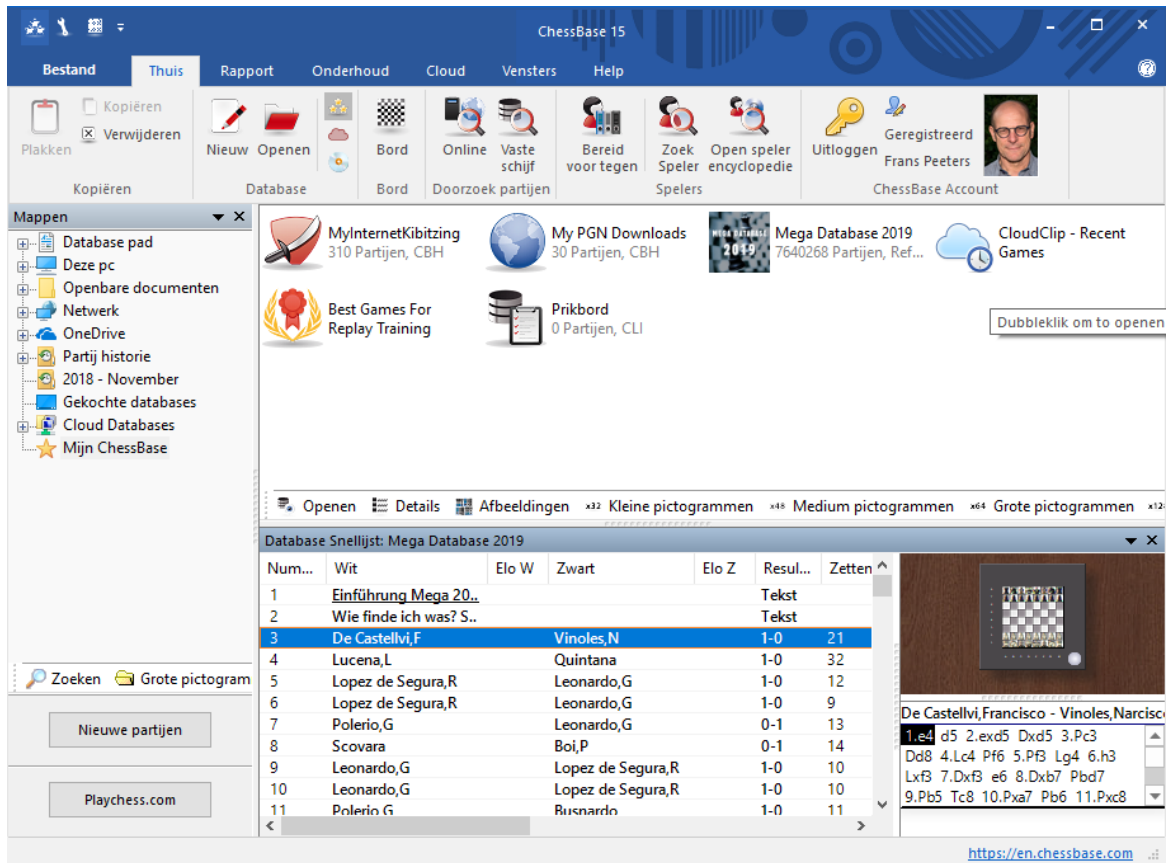 ChessBase 15
Bestand Thuis Rapport Onderhoud Cloud Vensters Help
Plakken
Kopiëren
Verwijderen
Kopiëren
Nieuw Openen
Database
Bord
Bord
Online Vaste schijf
Doorzoek partijen
Bereid voor tegen
Zoek Speler
Open speler encyclopedie
Spelers
Uitloggen
Geregistreerd
Frans Peeters
ChessBase Account
Mappen
Database pad
Deze pc
Openbare documenten
Netwerk
OneDrive
Partij historie
2018 - November
Gekochte databases
Cloud Databases
Mijn ChessBase
Zoeken Grote pictogram
Nieuwe partijen
Playchess.com
MyInternetKibitzing
310 Partijen, CBH
My PGN Downloads
30 Partijen, CBH
MEGA DATABASE
2019
Mega Database 2019
7640268 Partijen, Ref...
CloudClip - Recent
Games
Best Games For
Replay Training
Prikbord
0 Partijen, CLI
Dubbleklik om to openen
Openen Details Afbeeldingen x32 Kleine pictogrammen x48 Medium pictogrammen x64 Grote pictogrammen x12
Database Snellijst: Mega Database 2019
Num... Wit Elo W Zwart Elo Z Resul... Zetten
1 Einführung Mega 20.. Tekst
2 Wie finde ich was? S.. Tekst
3 De Castellvi,F Vinoles,N 1-0 21
4 Lucena,L Quintana 1-0 32
5 Lopez de Segura,R Leonardo,G 1-0 12
6 Lopez de Segura,R Leonardo,G 1-0 9
7 Polerio,G Leonardo,G 0-1 13
8 Scovara Boi,P 0-1 14
9 Leonardo,G Lopez de Segura,R 1-0 10
10 Leonardo,G Lopez de Segura,R 1-0 10
11 Polerio G Busnardo 1-0 11
De Castellvi,Francisco - Vinoles,Narcisc
1.e4 d5 2.exd5 Dxd5 3.Pc3
Dd8 4.Lc4 Pf6 5.Pf3 Lg4 6.h3
Lxf3 7.Dxf3 e6 8.Dxb7 Pbd7
9.Pb5 Tc8 10.Pxa7 Pb6 11.Pxc8
https://en.chessbase.com